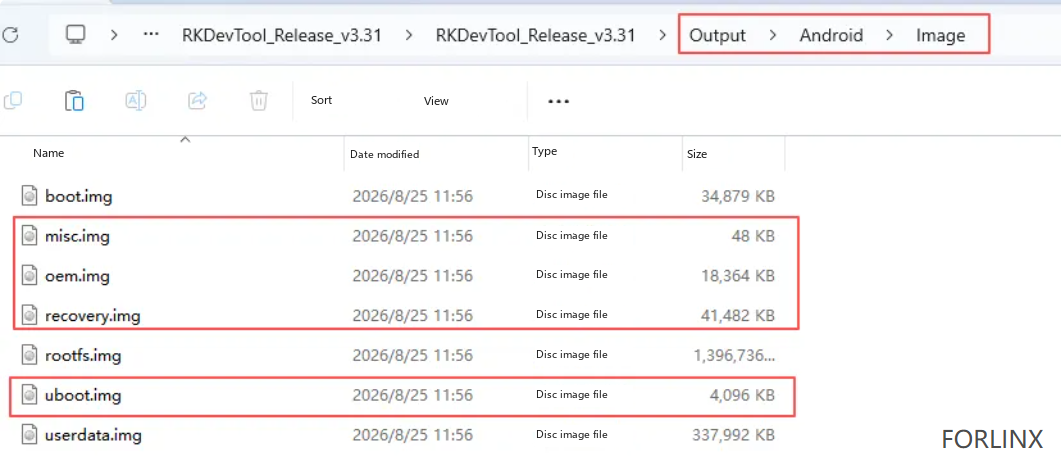 ··· RKDevTool_Release_v3.31 > RKDevTool_Release_v3.31 > Output > Android > Image
Sort View ···
Name Date modified Type Size
boot.img 2026/8/25 11:56 Disc image file 34,879 KB
misc.img 2026/8/25 11:56 Disc image file 48 KB
oem.img 2026/8/25 11:56 Disc image file 18,364 KB
recovery.img 2026/8/25 11:56 Disc image file 41,482 KB
rootfs.img 2026/8/25 11:56 Disc image file 1,396,736...
uboot.img 2026/8/25 11:56 Disc image file 4,096 KB
userdata.img 2026/8/25 11:56 Disc image file 337,992 KB
FORLINX